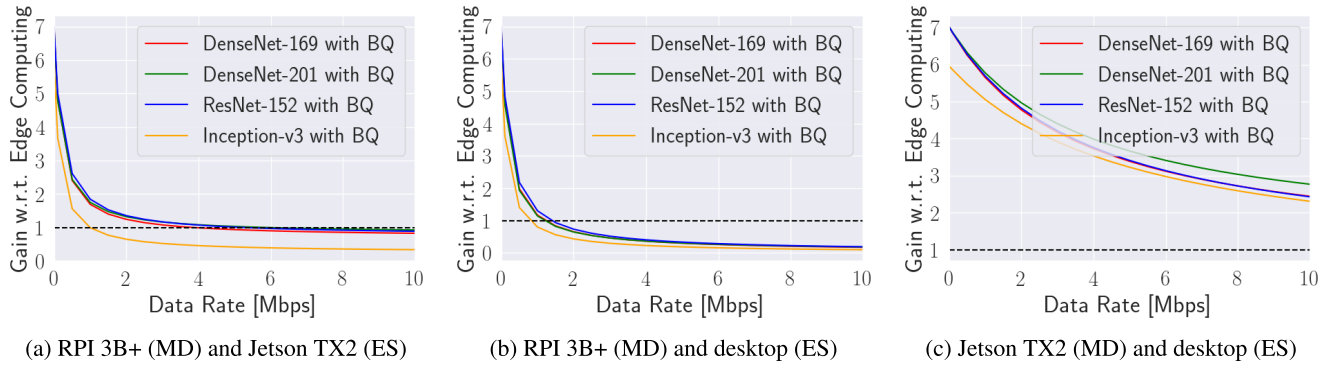 Gain w.r.t. Edge Computing
7
6
5
4
3
2
1
0
DenseNet-169 with BQ
DenseNet-201 with BQ
ResNet-152 with BQ
Inception-v3 with BQ
0 2 4 6 8 10
Data Rate [Mbps]
(a) RPI 3B+ (MD) and Jetson TX2 (ES)
Gain w.r.t. Edge Computing
7
6
5
4
3
2
1
0
DenseNet-169 with BQ
DenseNet-201 with BQ
ResNet-152 with BQ
Inception-v3 with BQ
0 2 4 6 8 10
Data Rate [Mbps]
(b) RPI 3B+ (MD) and desktop (ES)
Gain w.r.t. Edge Computing
7
6
5
4
3
2
1
DenseNet-169 with BQ
DenseNet-201 with BQ
ResNet-152 with BQ
Inception-v3 with BQ
0 2 4 6 8 10
Data Rate [Mbps]
(c) Jetson TX2 (MD) and desktop (ES)